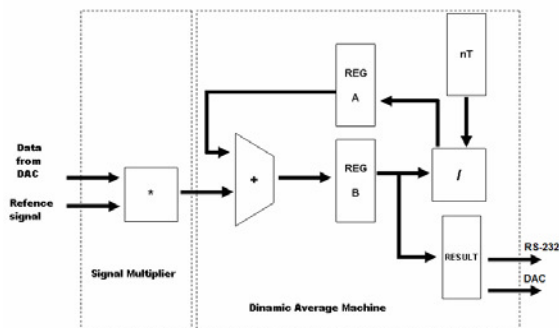 nT
REG
A
Data
from
DAC
Refence
signal
*
+
REG
B
/
RESULT
RS-232
DAC
Signal Multiplier
Dinamic Average Machine